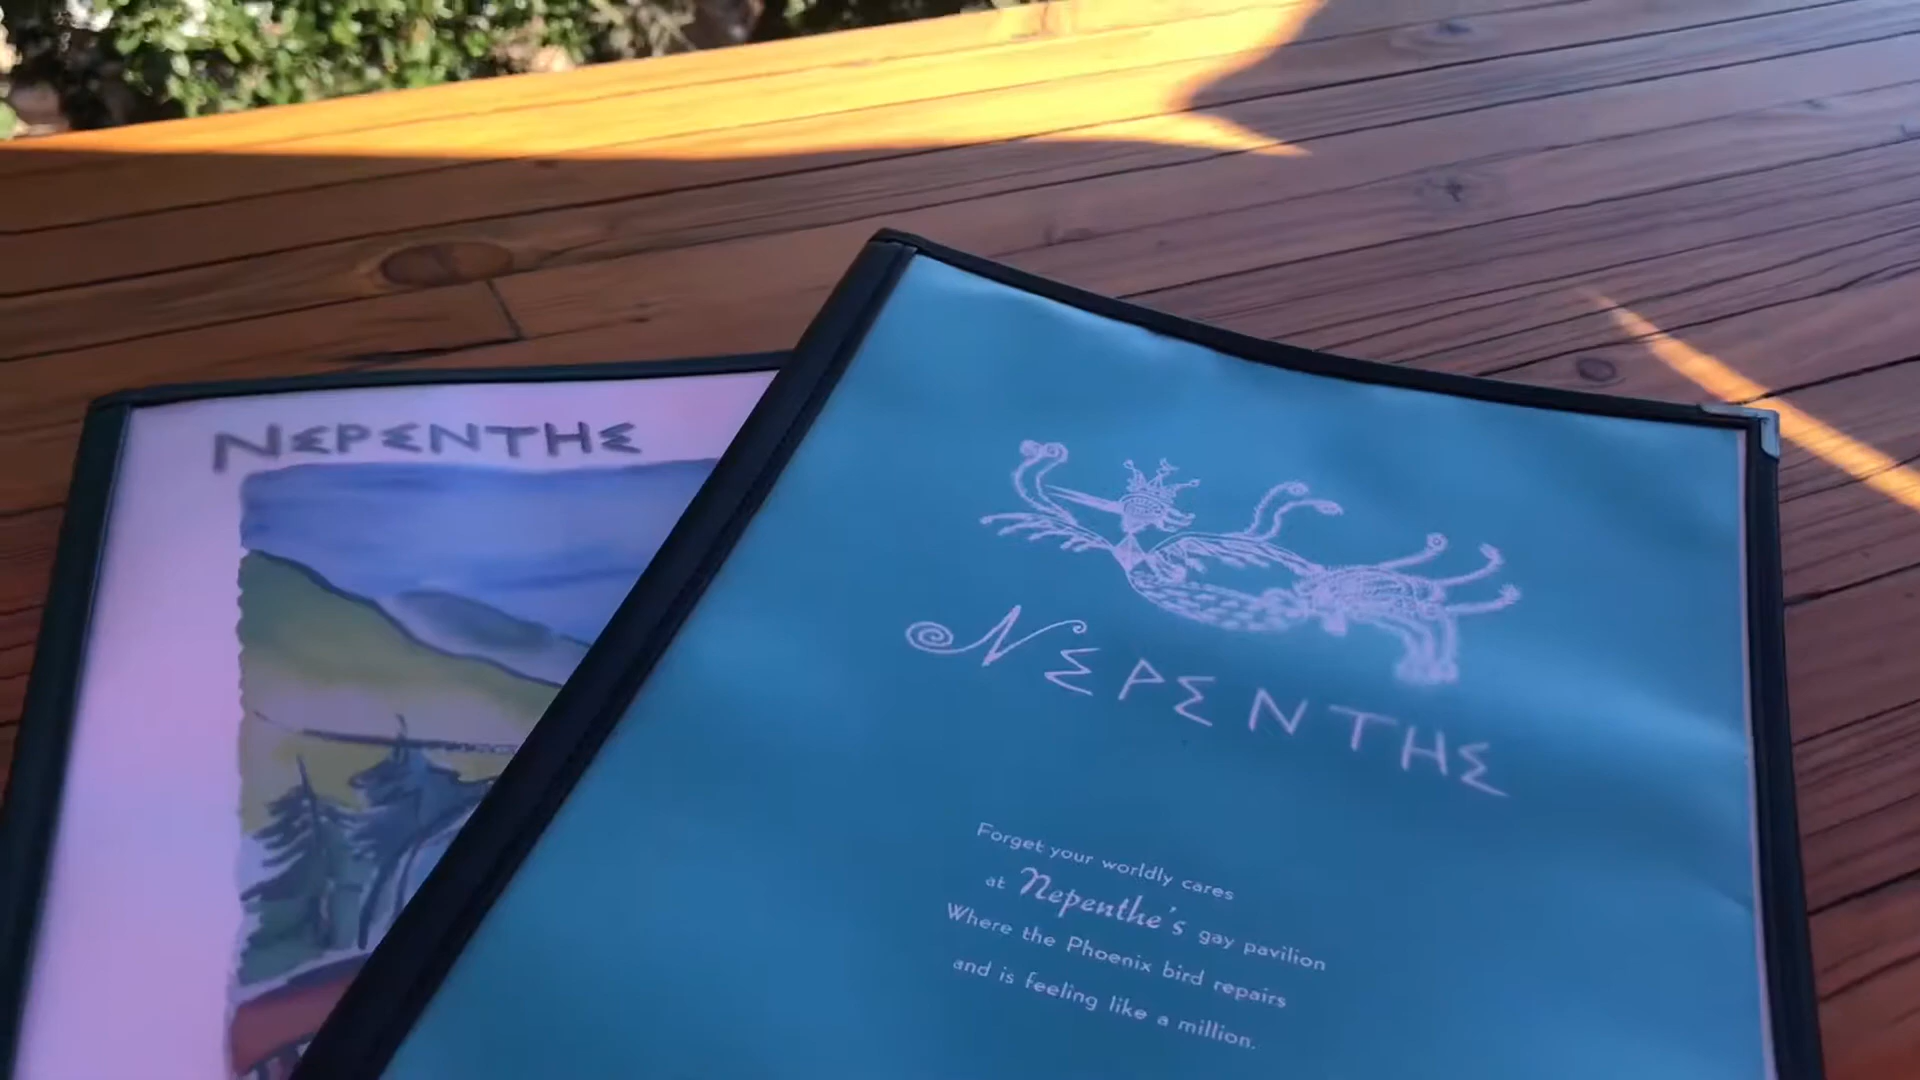 NEPENTHE
NEPENTHE
Forget your worldly cares
at Nepenthe's gay pavilion
Where the Phoenix bird repairs
and is feeling like a million.